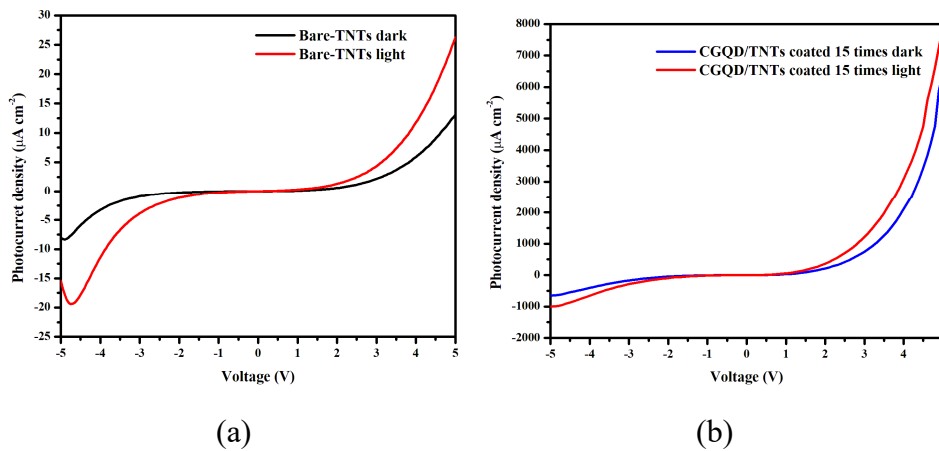 Bare-TNTs dark
Bare-TNTs light
30
25
20
15
10
5
0
-5
-10
-15
-20
-25
Photocurret density (μA cm⁻²)
-5 -4 -3 -2 -1 0 1 2 3 4 5
Voltage (V)
(a)
CGQD/TNTs coated 15 times dark
CGQD/TNTs coated 15 times light
8000
7000
6000
5000
4000
3000
2000
1000
0
-1000
-2000
Photocurrent density (μA cm⁻²)
-5 -4 -3 -2 -1 0 1 2 3 4
Voltage (V)
(b)